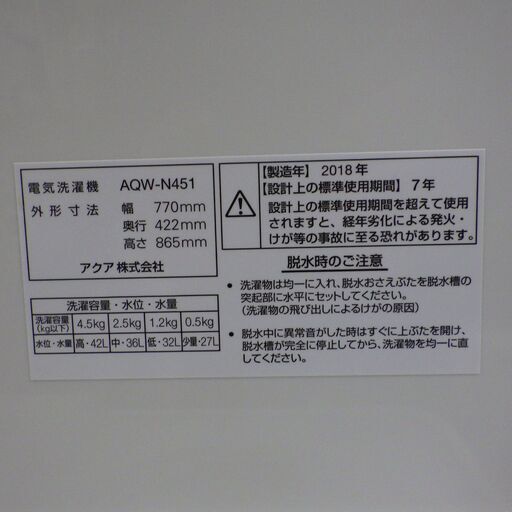 電気洗濯機 AQW-N451
外形寸法 幅 770mm
奥行 422mm
高さ 865mm
アクア株式会社
洗濯容量・水位・水量
洗濯容量(kg以下) 4.5kg 2.5kg 1.2kg 0.5kg
水位・水量 高・42L 中・36L 低・32L 少量・27L
【製造年】 2018年
【設計上の標準使用期間】 7年
設計上の標準使用期間を超えて使用
されますと、経年劣化による発火・
けが等の事故に至る恐れがあります。
脱水時のご注意
• 洗濯物は均一に入れ、脱水おさえぶたを脱水槽の
突起部に水平にセットしてください。
(洗濯物の飛び出しによるけがの原因)
• 脱水中に異常音がした時はすぐに上ぶたを開け、
脱水槽が完全に停止してから、洗濯物を均一に直
してください。